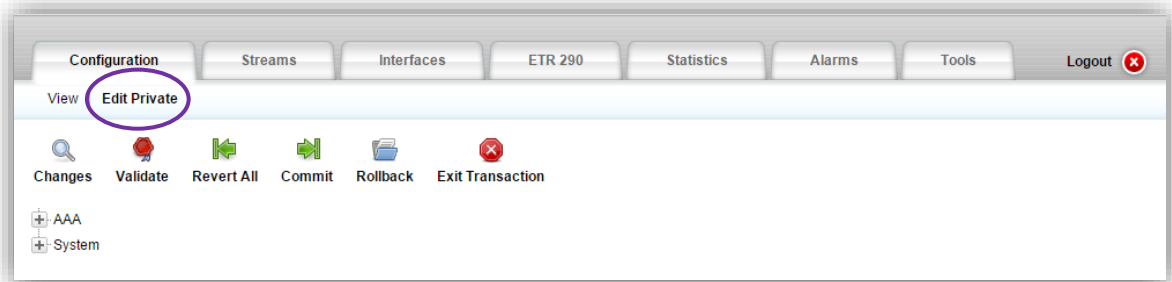 Configuration Streams Interfaces ETR 290 Statistics Alarms Tools Logout
View Edit Private
Changes Validate Revert All Commit Rollback Exit Transaction
AAA
System